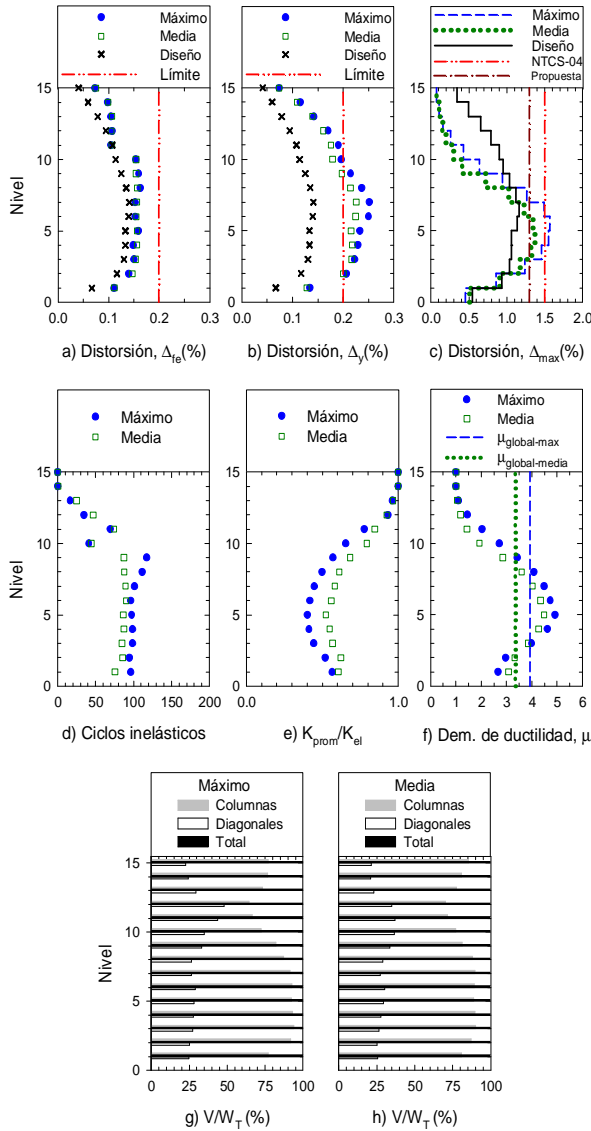 Máximo
Media
Diseño
Límite
Nivel
15
10
5
0
0.0 0.1 0.2 0.3
a) Distorsión, Δfe(%)
Máximo
Media
Diseño
Límite
0.0 0.1 0.2 0.3
b) Distorsión, Δy(%)
Máximo
Media
Diseño
NTCS-04
Propuesta
0.0 0.5 1.0 1.5 2.0
c) Distorsión, Δmax(%)
Máximo
Media
Nivel
15
10
5
0
0 50 100 150 200
d) Ciclos inelásticos
Máximo
Media
0.0 1.0
e) Kprom/Kel
Máximo
Media
μglobal-max
μglobal-media
0 1 2 3 4 5 6
f) Dem. de ductilidad, μ
Máximo
Columnas
Diagonales
Total
Nivel
15
10
5
0
0 25 50 75 100
g) V/WT (%)
Media
Columnas
Diagonales
Total
0 25 50 75 100
h) V/WT (%)